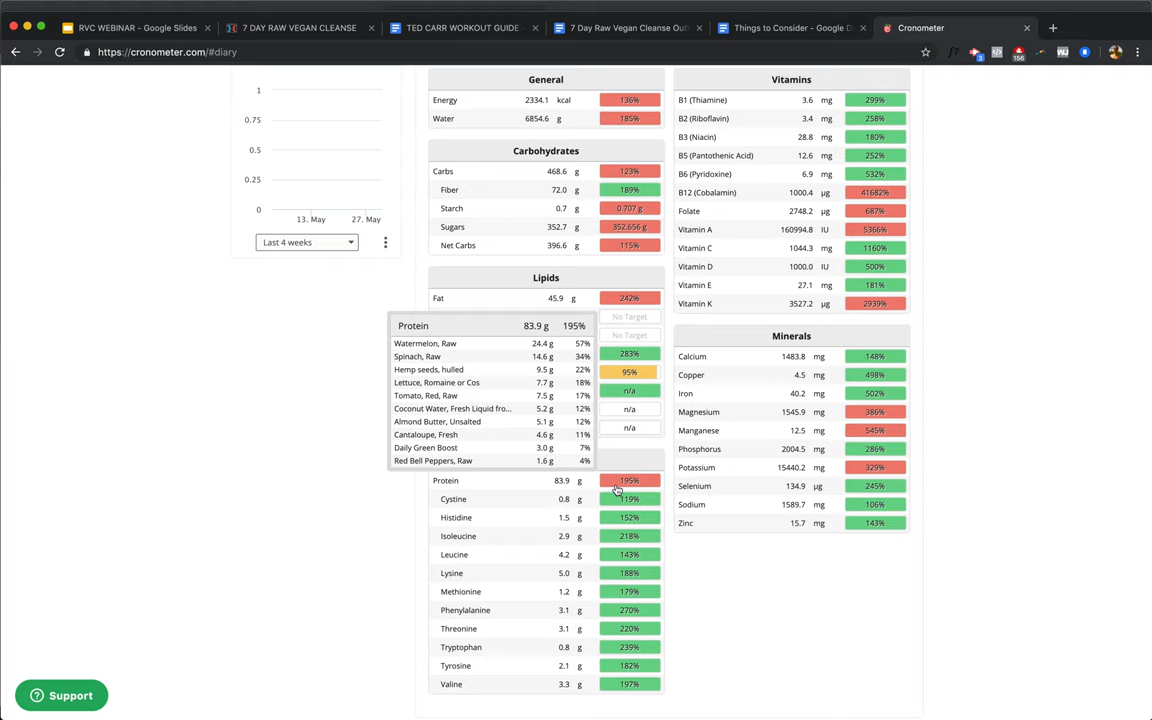 RVC WEBINAR - Google Slides
7 DAY RAW VEGAN CLEANSE
TED CARR WORKOUT GUIDE -
7 Day Raw Vegan Cleanse Out
Things to Consider - Google D
Cronometer
https://cronometer.com/#diary
3
156
1
0.75
0.5
0.25
0
13. May
27. May
Last 4 weeks
General
Energy 2334.1 kcal 136%
Water 6854.6 g 185%
Carbohydrates
Carbs 468.6 g 123%
Fiber 72.0 g 189%
Starch 0.7 g 0.707 g
Sugars 352.7 g 352.656 g
Net Carbs 396.6 g 115%
Lipids
Fat 45.9 g 242%
No Target
No Target
283%
95%
n/a
n/a
n/a
Protein 83.9 g 195%
Watermelon, Raw 24.4 g 57%
Spinach, Raw 14.6 g 34%
Hemp seeds, hulled 9.5 g 22%
Lettuce, Romaine or Cos 7.7 g 18%
Tomato, Red, Raw 7.5 g 17%
Coconut Water, Fresh Liquid fro... 5.2 g 12%
Almond Butter, Unsalted 5.1 g 12%
Cantaloupe, Fresh 4.6 g 11%
Daily Green Boost 3.0 g 7%
Red Bell Peppers, Raw 1.6 g 4%
Protein 83.9 g 195%
Cystine 0.8 g 119%
Histidine 1.5 g 152%
Isoleucine 2.9 g 218%
Leucine 4.2 g 143%
Lysine 5.0 g 188%
Methionine 1.2 g 179%
Phenylalanine 3.1 g 270%
Threonine 3.1 g 220%
Tryptophan 0.8 g 239%
Tyrosine 2.1 g 182%
Valine 3.3 g 197%
Vitamins
B1 (Thiamine) 3.6 mg 299%
B2 (Riboflavin) 3.4 mg 258%
B3 (Niacin) 28.8 mg 180%
B5 (Pantothenic Acid) 12.6 mg 252%
B6 (Pyridoxine) 6.9 mg 532%
B12 (Cobalamin) 1000.4 µg 41682%
Folate 2748.2 µg 687%
Vitamin A 160994.8 IU 5366%
Vitamin C 1044.3 mg 1160%
Vitamin D 1000.0 IU 500%
Vitamin E 27.1 mg 181%
Vitamin K 3527.2 µg 2939%
Minerals
Calcium 1483.8 mg 148%
Copper 4.5 mg 498%
Iron 40.2 mg 502%
Magnesium 1545.9 mg 386%
Manganese 12.5 mg 545%
Phosphorus 2004.5 mg 286%
Potassium 15440.2 mg 329%
Selenium 134.9 µg 245%
Sodium 1589.7 mg 106%
Zinc 15.7 mg 143%
Support